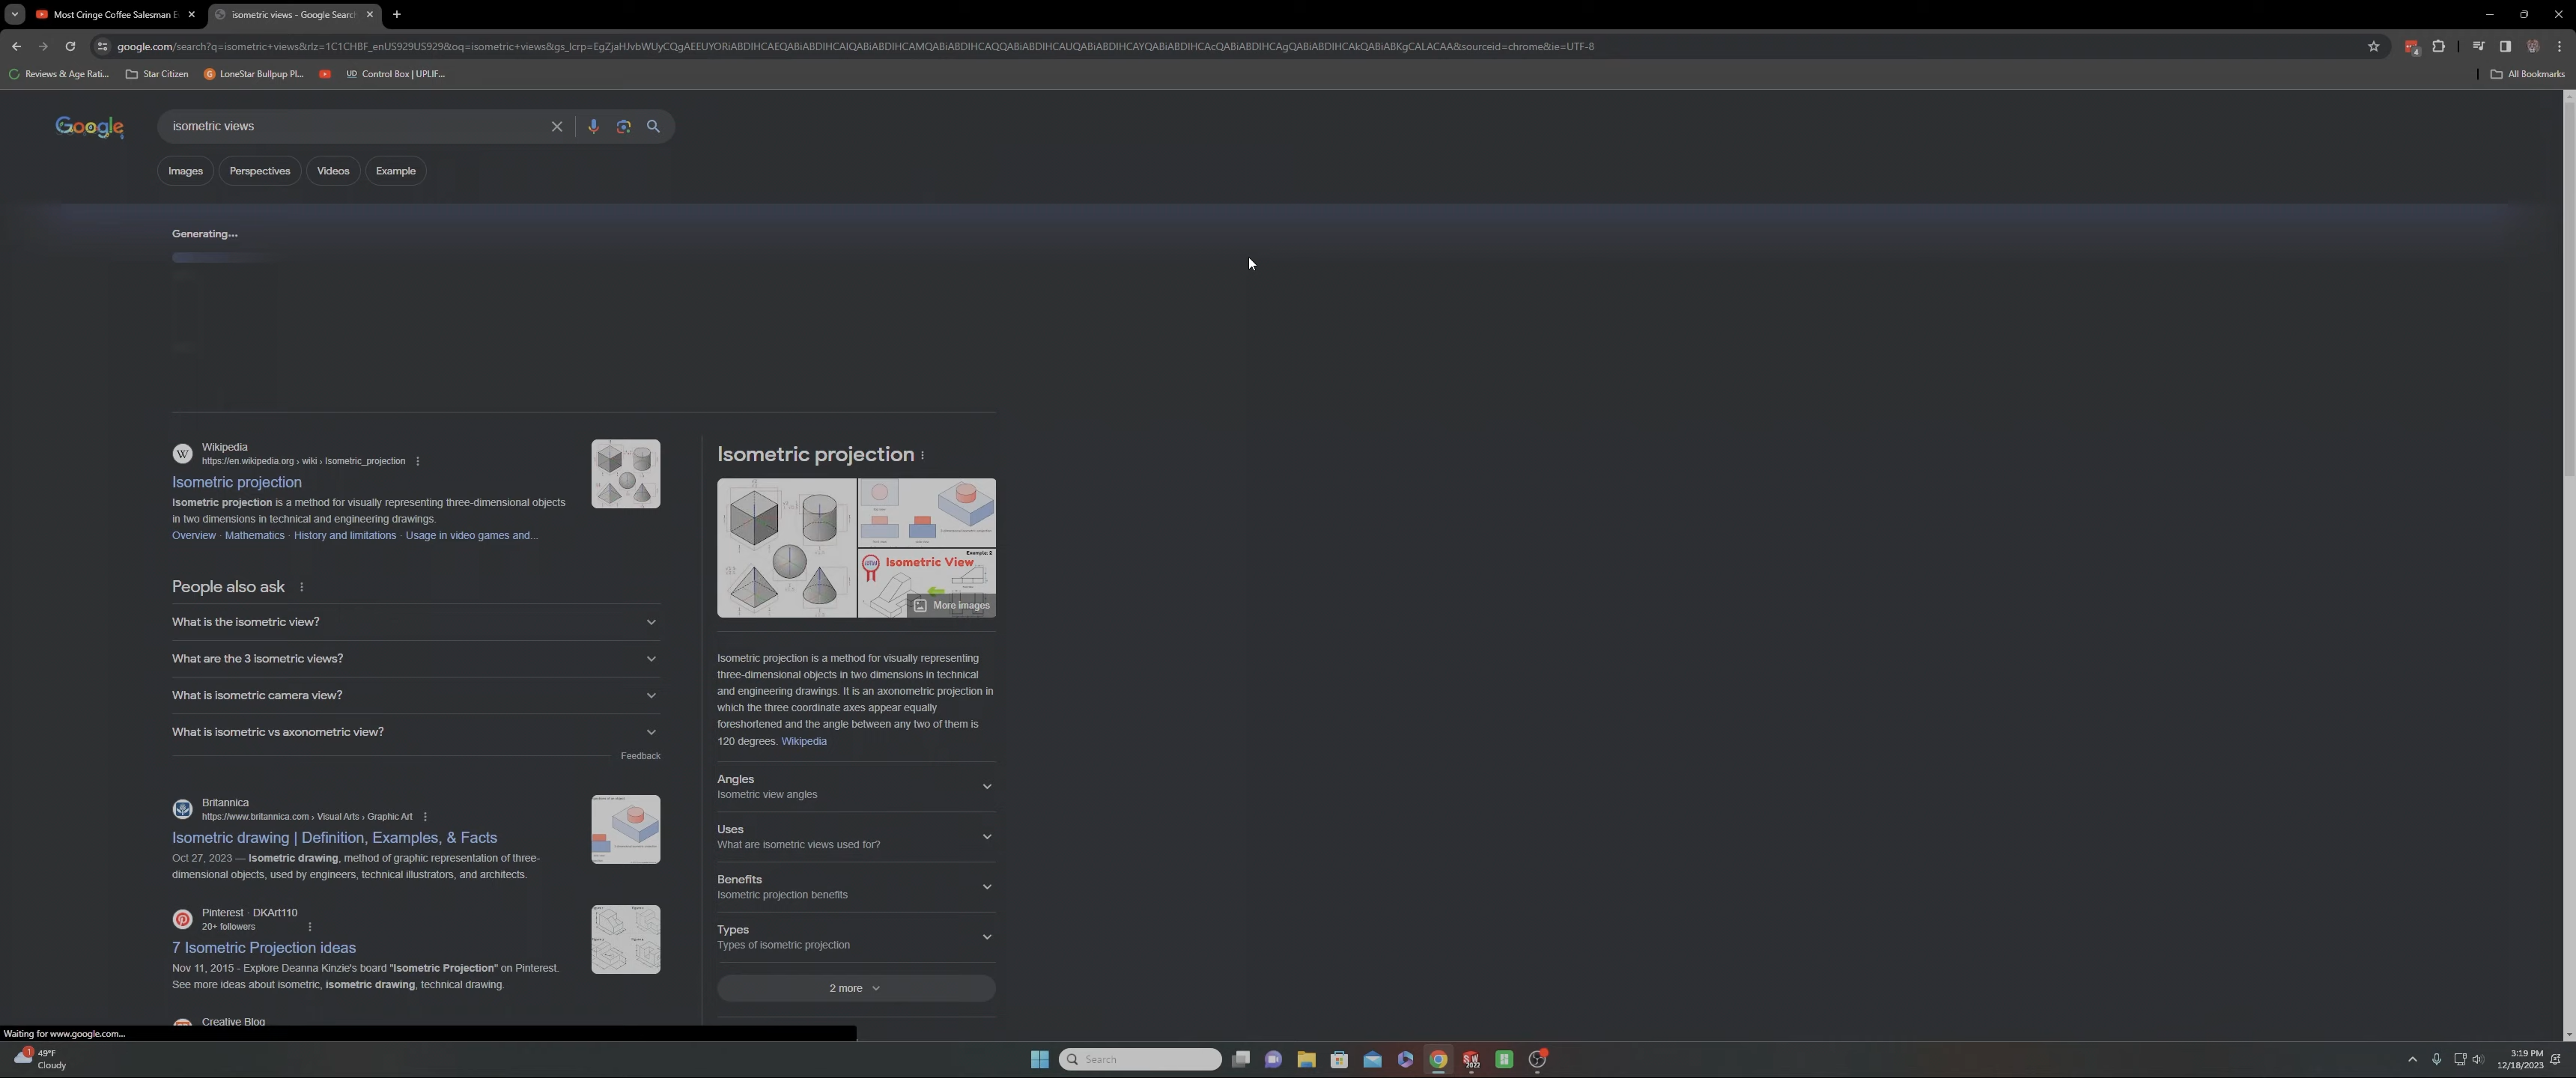 Most Cringe Coffee Salesman E
isometric views - Google Search
google.com/search?q=isometric+views&rlz=1C1CHBF_enUS929US929&oq=isometric+views&gs_lcrp=EgZjaHJvbWUyCQgAEEUYORiABDIHCAEQABiABDIHCAIQABiABDIHCAMQABiABDIHCAQQABiABDIHCAUQABiABDIHCAYQABiABDIHCAcQABiABDIHCAgQABiABDIHCAkQABiABKgCALACAA&sourceid=chrome&ie=UTF-8
4
Reviews & Age Rati...
Star Citizen
LoneStar Bullpup Pl...
UD Control Box | UPLIF...
All Bookmarks
Google
isometric views
Images
Perspectives
Videos
Example
Generating...
Wikipedia
https://en.wikipedia.org › wiki › Isometric_projection
Isometric projection
Isometric projection is a method for visually representing three-dimensional objects
in two dimensions in technical and engineering drawings.
Overview · Mathematics · History and limitations · Usage in video games and...
People also ask
What is the isometric view?
What are the 3 isometric views?
What is isometric camera view?
What is isometric vs axonometric view?
Feedback
Britannica
https://www.britannica.com › Visual Arts › Graphic Art
Isometric drawing | Definition, Examples, & Facts
Oct 27, 2023 — Isometric drawing, method of graphic representation of three-
dimensional objects, used by engineers, technical illustrators, and architects.
Pinterest · DKArt110
20+ followers
7 Isometric Projection ideas
Nov 11, 2015 - Explore Deanna Kinzie's board "Isometric Projection" on Pinterest.
See more ideas about isometric, isometric drawing, technical drawing.
Creative Bloq
Isometric projection
Example: 2
Isometric View
More images
Isometric projection is a method for visually representing
three-dimensional objects in two dimensions in technical
and engineering drawings. It is an axonometric projection in
which the three coordinate axes appear equally
foreshortened and the angle between any two of them is
120 degrees. Wikipedia
Angles
Isometric view angles
Uses
What are isometric views used for?
Benefits
Isometric projection benefits
Types
Types of isometric projection
2 more
Waiting for www.google.com...
1
49°F
Cloudy
Search
SW
2022
3:19 PM
12/18/2023